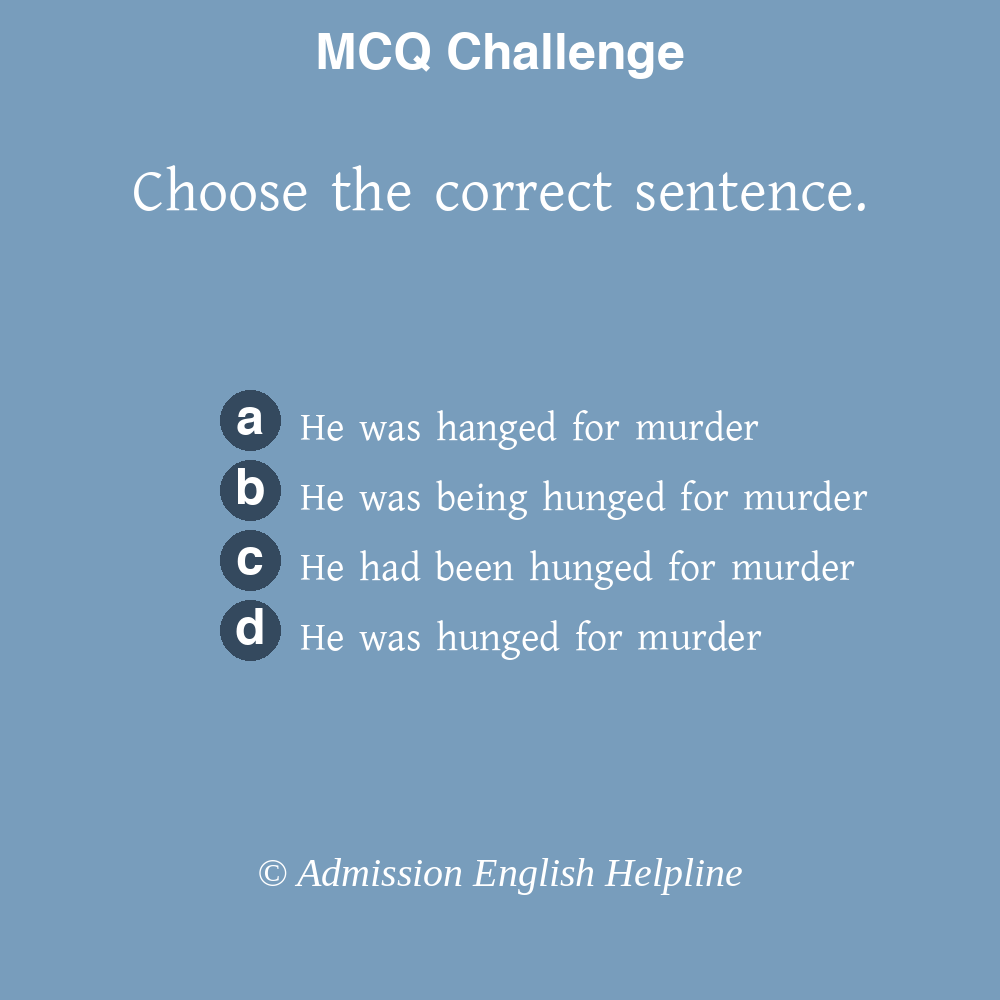 MCQ Challenge
Choose the correct sentence.
a He was hanged for murder
b He was being hunged for murder
c He had been hunged for murder
d He was hunged for murder
© Admission English Helpline